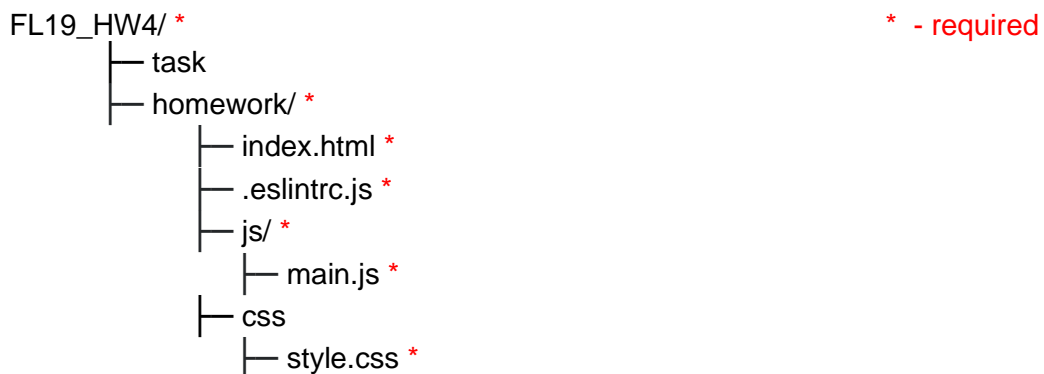 FL19_HW4/ * * - required
├── task
├── homework/ *
├── index.html *
├── .eslintrc.js *
├── js/ *
├── main.js *
├── css
├── style.css *